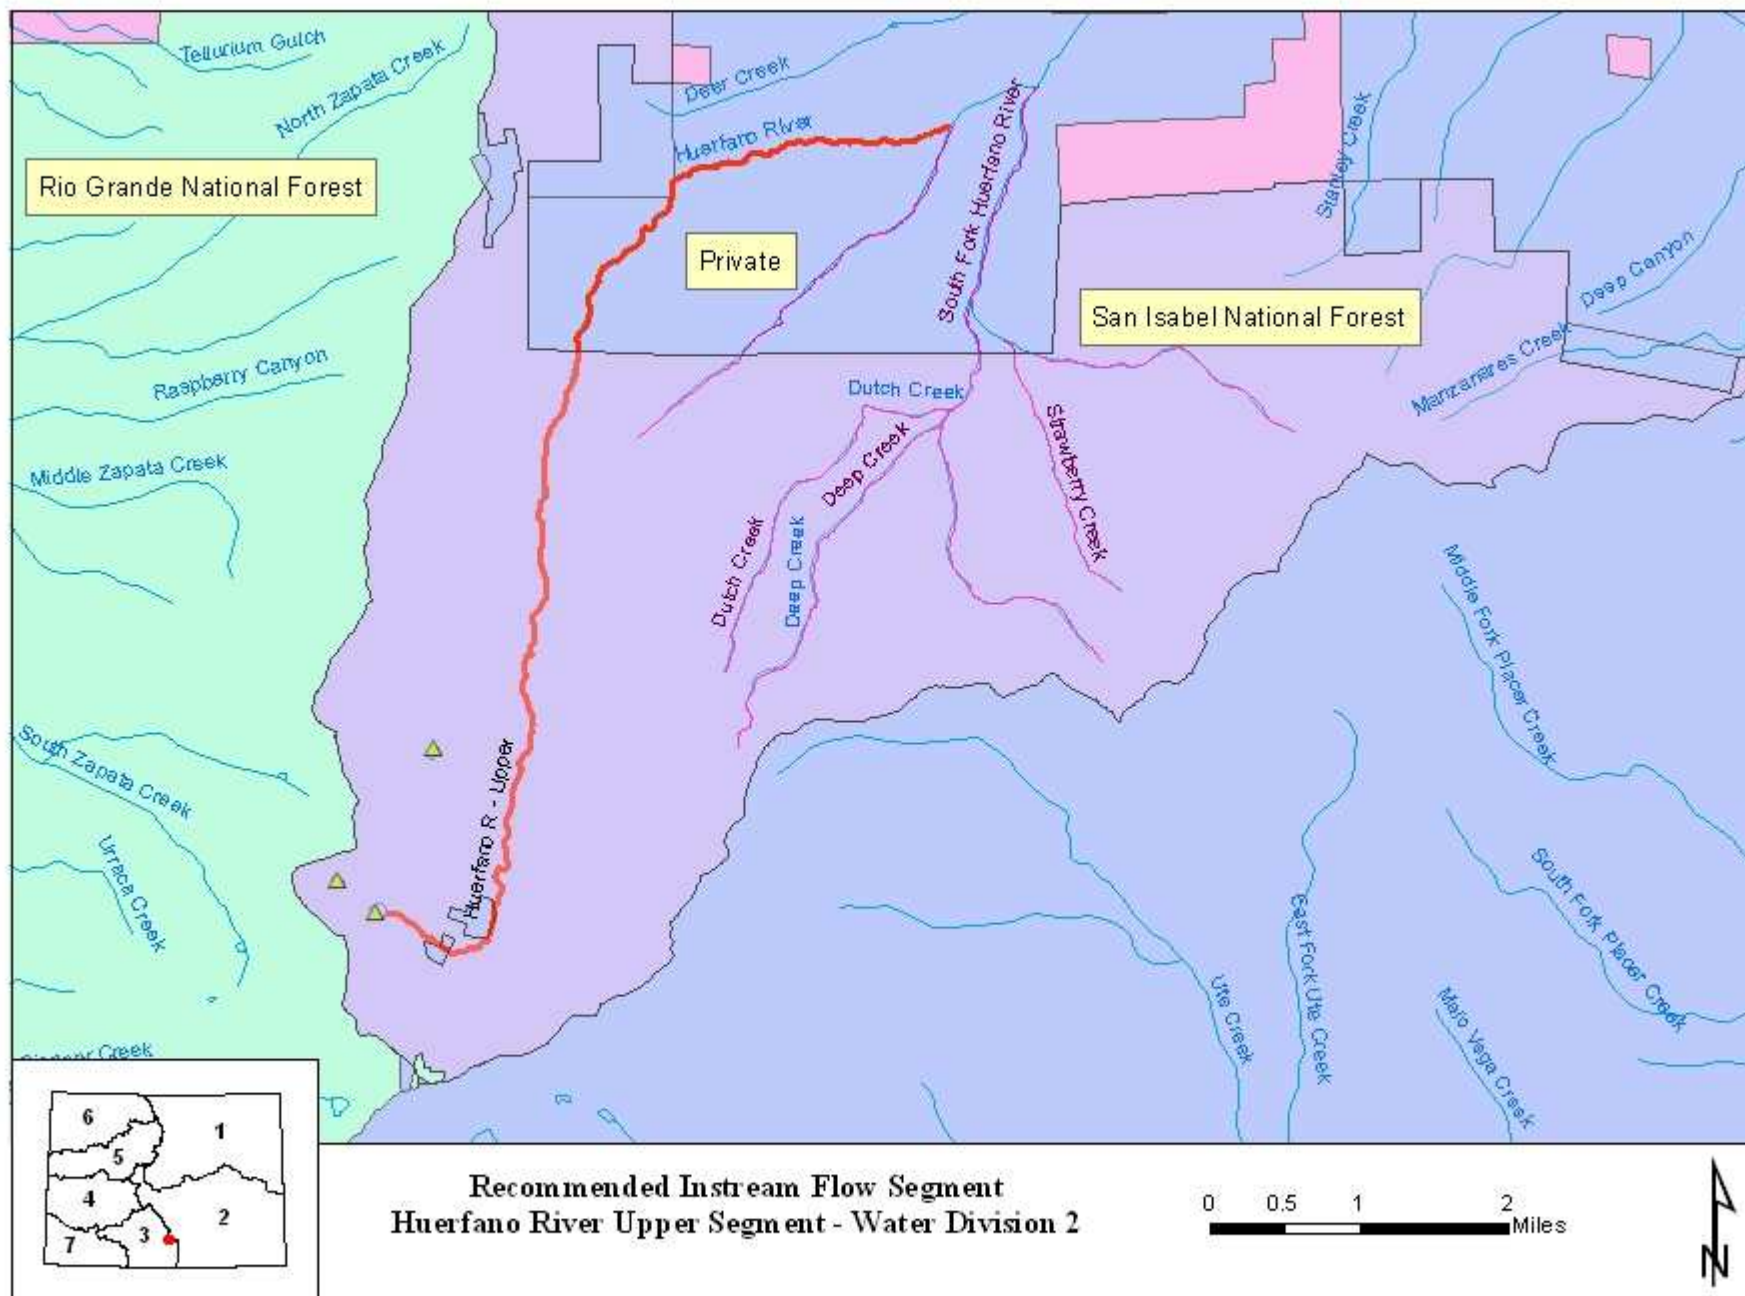 Tellurium Gulch
North Zapata Creek
Deer Creek
Huerfano River
South Fork Huerfano River
Stanley Creek
Rio Grande National Forest
Private
San Isabel National Forest
Deep Canyon
Manzanares Creek
Raspberry Canyon
Dutch Creek
Strawberry Creek
Deep Creek
Middle Zapata Creek
Dutch Creek
Deep Creek
Middle Fork Placer Creek
South Zapata Creek
Huerfano R - Upper
Urraca Creek
South Fork Placer Creek
East Fork Ute Creek
Ute Creek
Maio Vega Creek
Creek
6
1
5
4
2
3
7
Recommended Instream Flow Segment
Huerfano River Upper Segment - Water Division 2
0 0.5 1 2
Miles
N